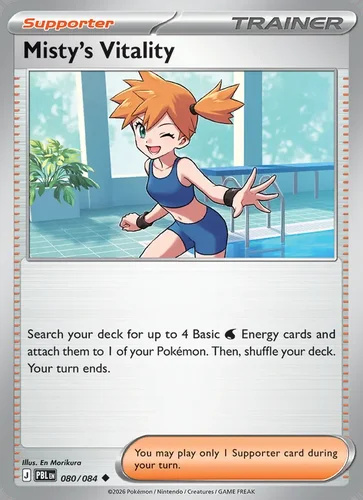 Supporter TRAINER
Misty's Vitality
Search your deck for up to 4 Basic Energy cards and
attach them to 1 of your Pokémon. Then, shuffle your deck.
Your turn ends.
Illus. En Morikura
You may play only 1 Supporter card during
your turn.
J PBL EN 080/084
©2026 Pokémon / Nintendo / Creatures / GAME FREAK